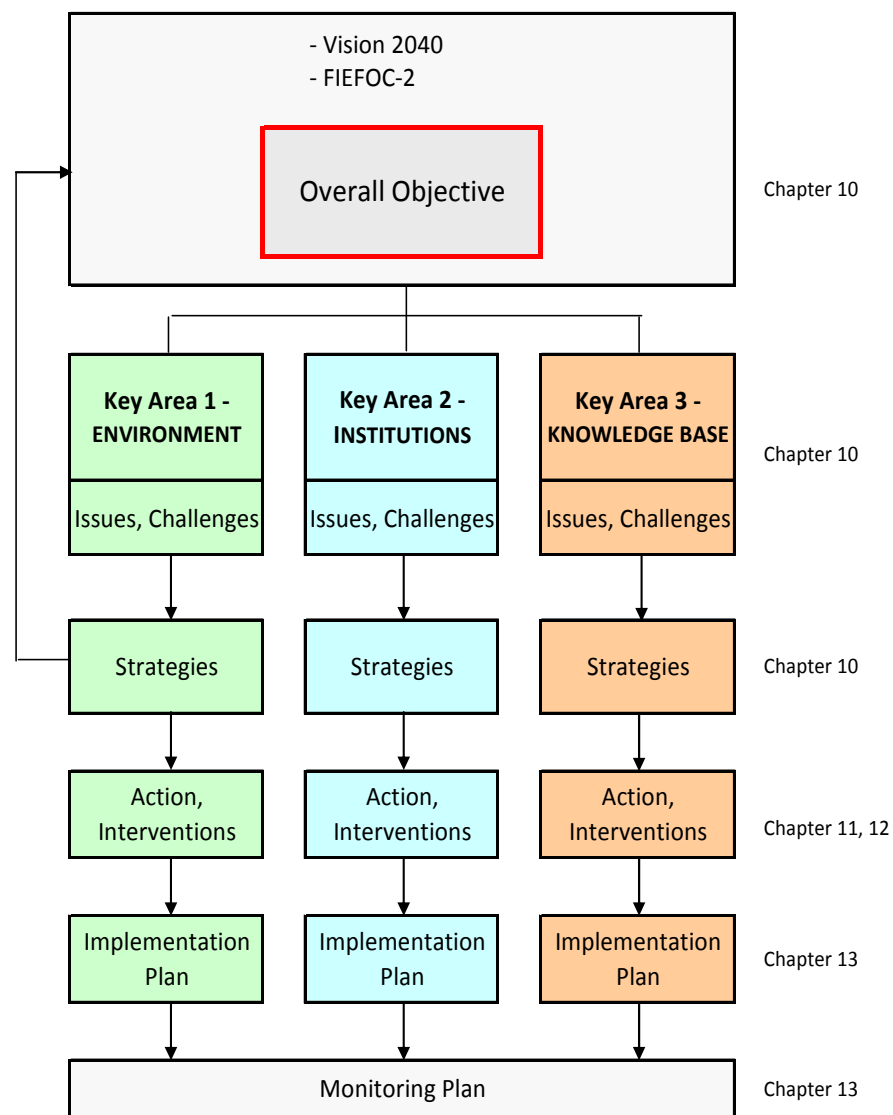 - Vision 2040
- FIEFOC-2
Overall Objective
Chapter 10
Key Area 1 -
ENVIRONMENT
Key Area 2 -
INSTITUTIONS
Key Area 3 -
KNOWLEDGE BASE
Chapter 10
Issues, Challenges
Issues, Challenges
Issues, Challenges
Strategies
Strategies
Strategies
Chapter 10
Action,
Interventions
Action,
Interventions
Action,
Interventions
Chapter 11, 12
Implementation
Plan
Implementation
Plan
Implementation
Plan
Chapter 13
Monitoring Plan
Chapter 13